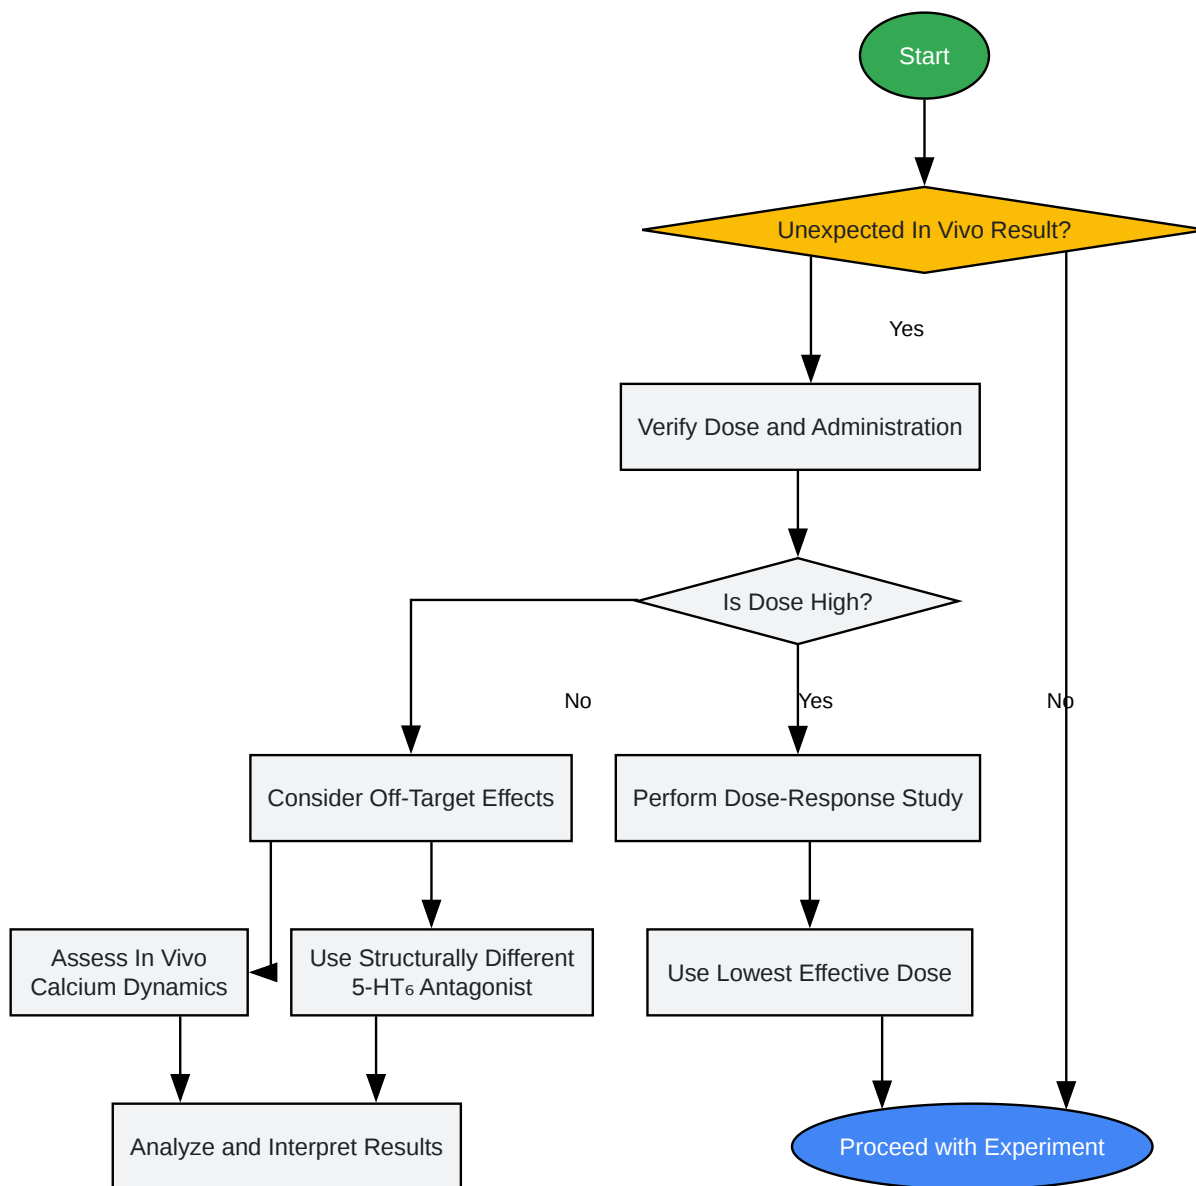 Start
Unexpected In Vivo Result?
Yes
Verify Dose and Administration
Is Dose High?
No
Yes
No
Consider Off-Target Effects
Perform Dose-Response Study
Assess In Vivo
Calcium Dynamics
Use Structurally Different
5-HT₆ Antagonist
Use Lowest Effective Dose
Analyze and Interpret Results
Proceed with Experiment